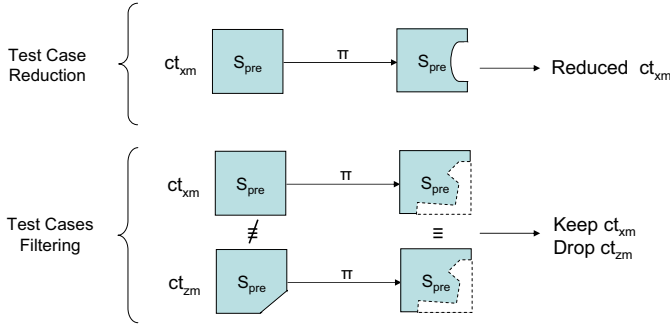 Test Case
Reduction
ct_xm
S_pre
π
S_pre
Reduced ct_xm
Test Cases
Filtering
ct_xm
S_pre
π
S_pre
≢
≡
Keep ct_xm
Drop ct_zm
ct_zm
S_pre
π
S_pre